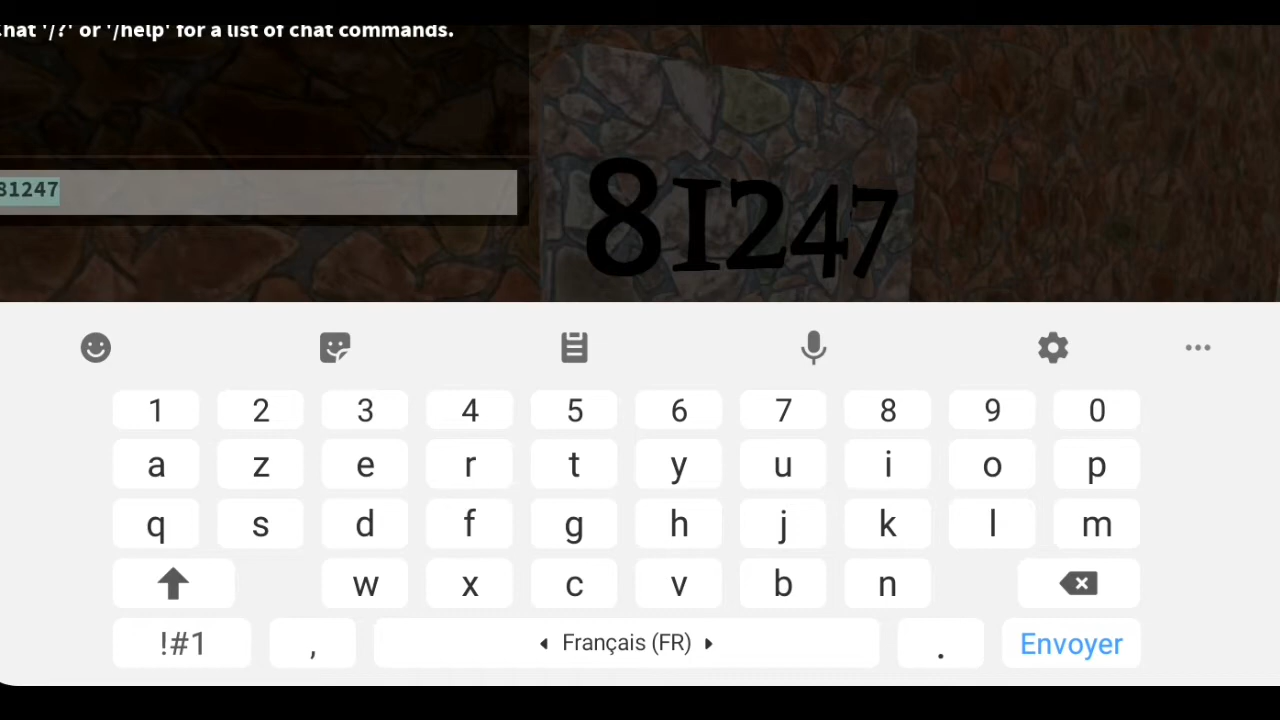 hat '/?' or '/help' for a list of chat commands.
81247
81247
1 2 3 4 5 6 7 8 9 0
a z e r t y u i o p
q s d f g h j k l m
w x c v b n
!#1 , Français (FR) . Envoyer